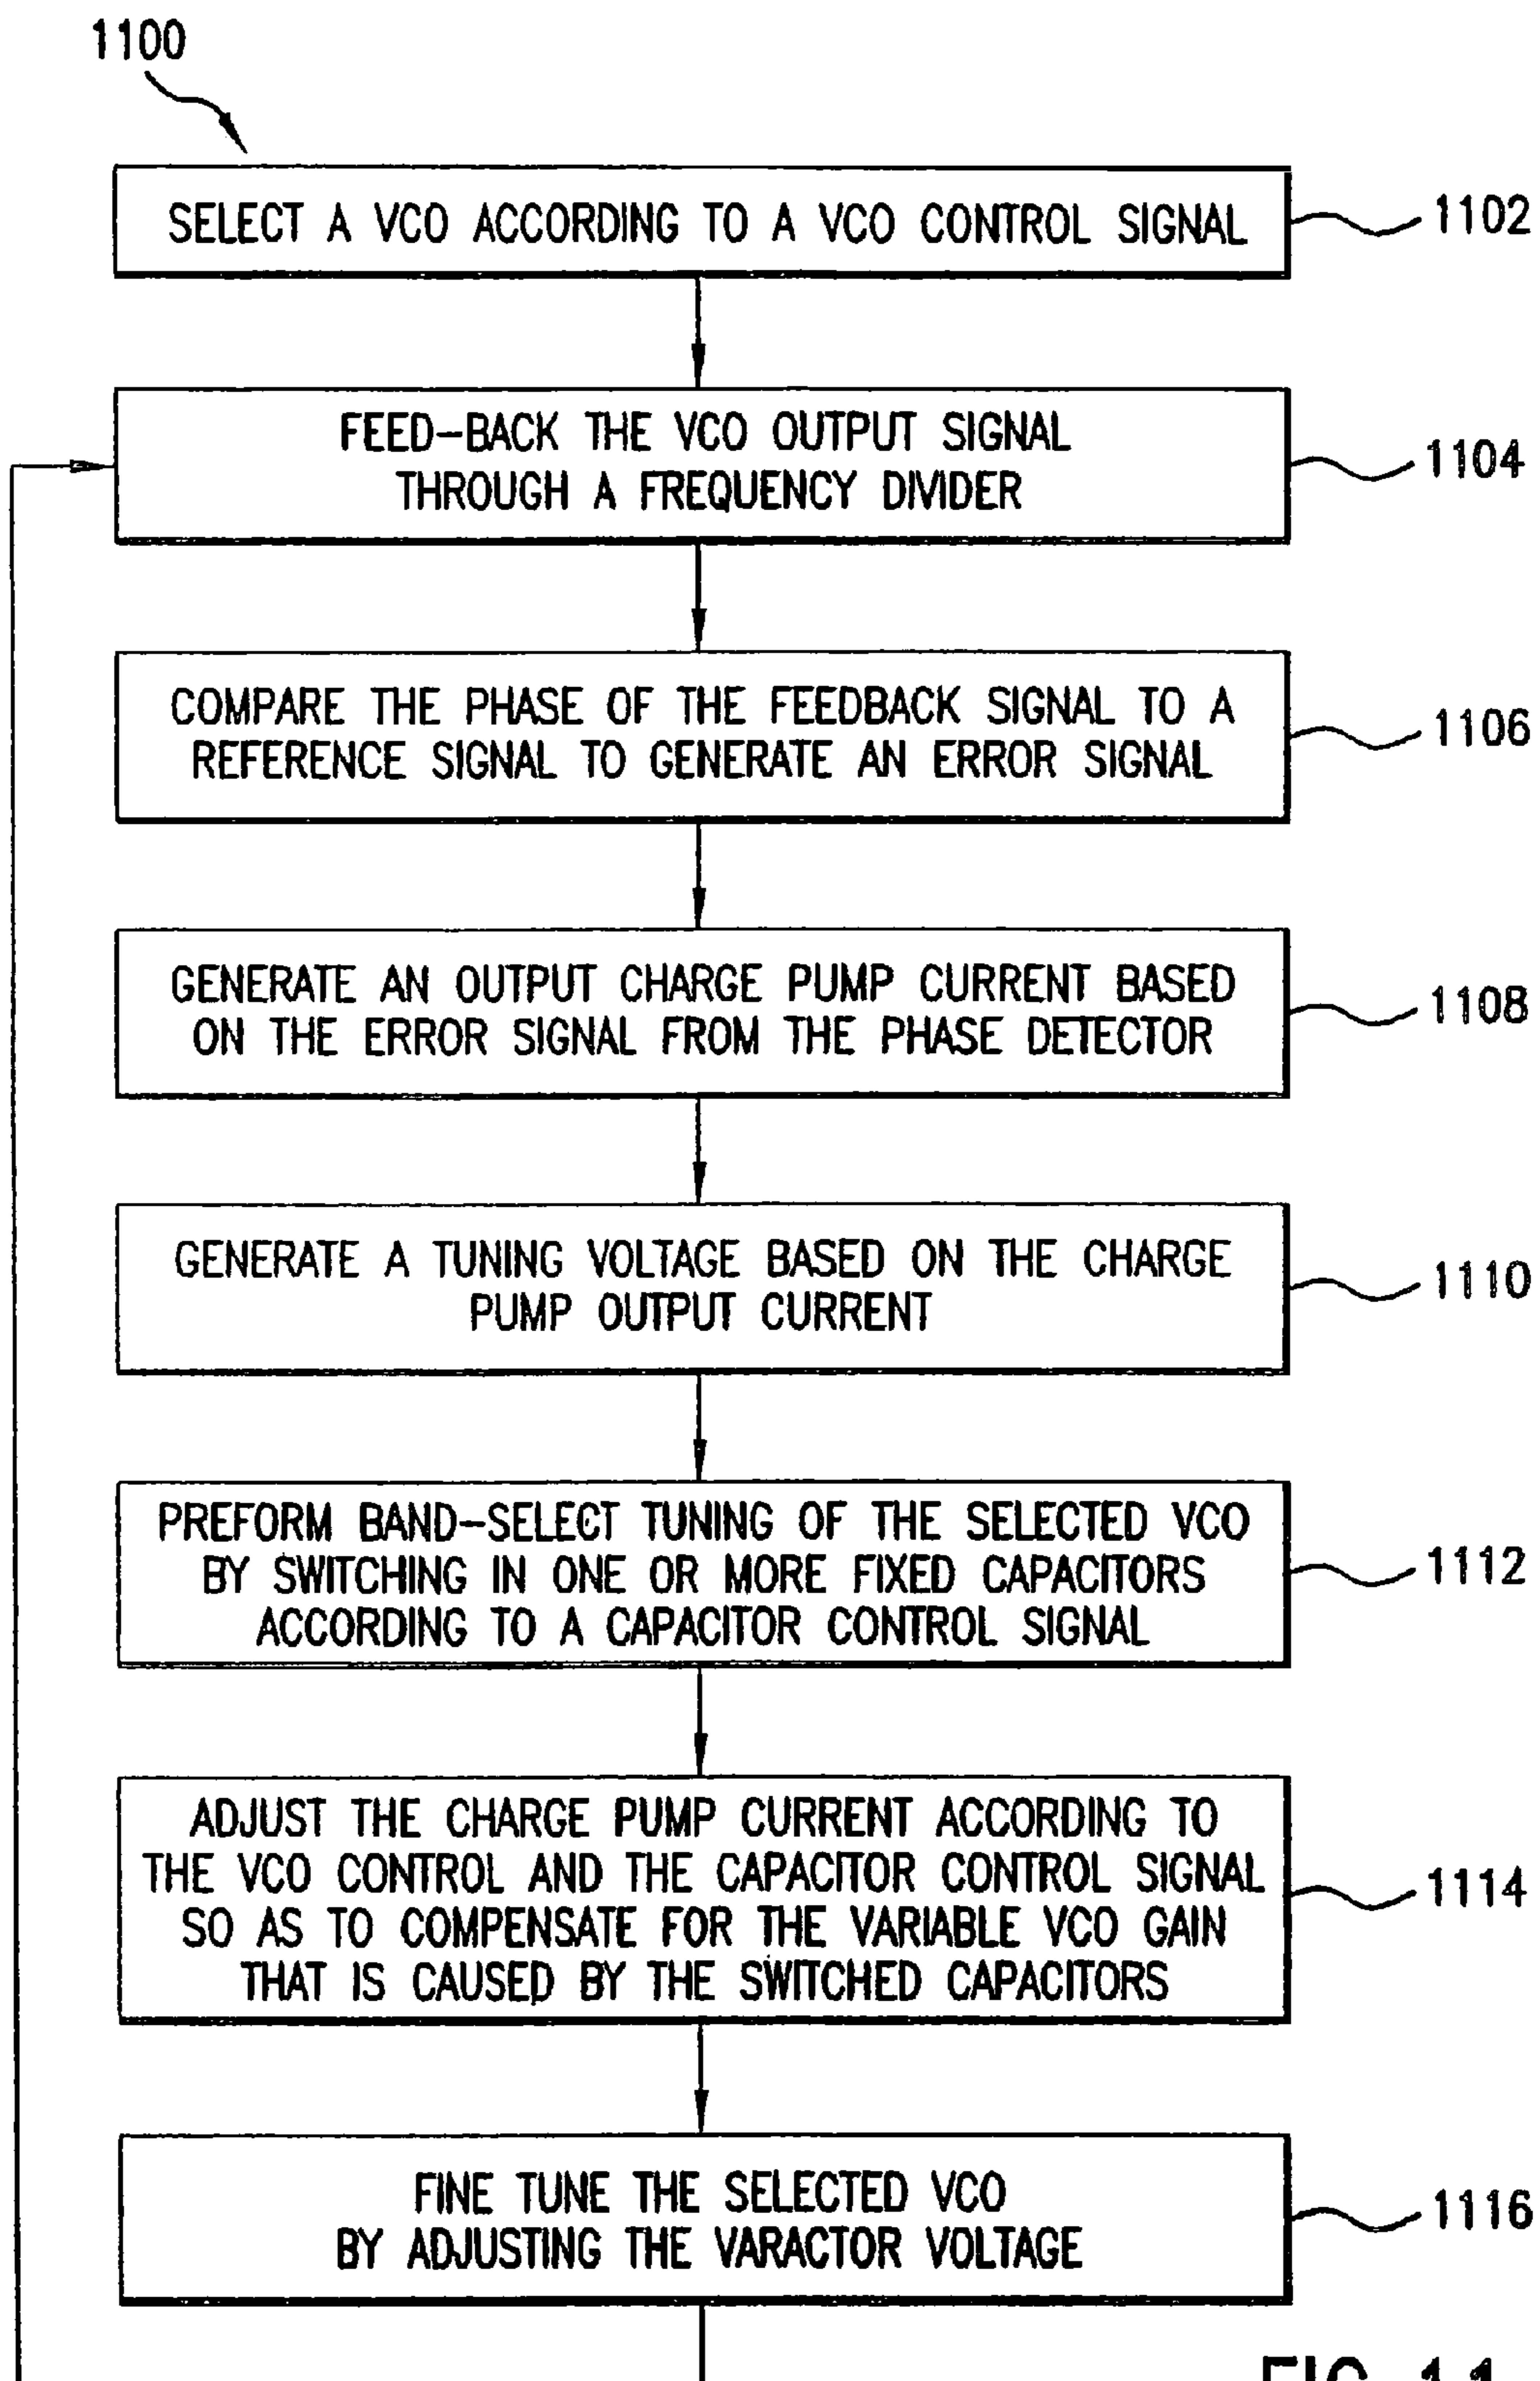 1100
SELECT A VCO ACCORDING TO A VCO CONTROL SIGNAL
1102
FEED-BACK THE VCO OUTPUT SIGNAL
THROUGH A FREQUENCY DIVIDER
1104
COMPARE THE PHASE OF THE FEEDBACK SIGNAL TO A
REFERENCE SIGNAL TO GENERATE AN ERROR SIGNAL
1106
GENERATE AN OUTPUT CHARGE PUMP CURRENT BASED
ON THE ERROR SIGNAL FROM THE PHASE DETECTOR
1108
GENERATE A TUNING VOLTAGE BASED ON THE CHARGE
PUMP OUTPUT CURRENT
1110
PREFORM BAND-SELECT TUNING OF THE SELECTED VCO
BY SWITCHING IN ONE OR MORE FIXED CAPACITORS
ACCORDING TO A CAPACITOR CONTROL SIGNAL
1112
ADJUST THE CHARGE PUMP CURRENT ACCORDING TO
THE VCO CONTROL AND THE CAPACITOR CONTROL SIGNAL
SO AS TO COMPENSATE FOR THE VARIABLE VCO GAIN
THAT IS CAUSED BY THE SWITCHED CAPACITORS
1114
FINE TUNE THE SELECTED VCO
BY ADJUSTING THE VARACTOR VOLTAGE
1116
FIG. 11